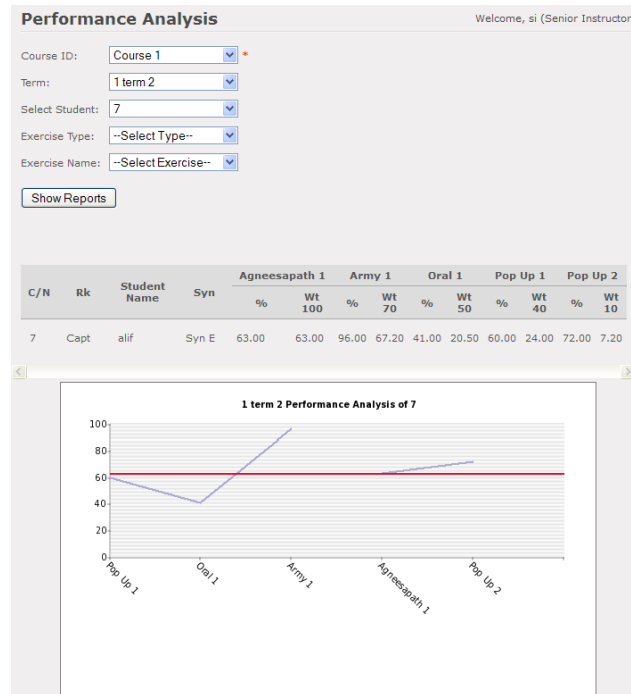 Performance Analysis
Welcome, si (Senior Instructor
Course ID: Course 1 *
Term: 1 term 2
Select Student: 7
Exercise Type: --Select Type--
Exercise Name: --Select Exercise--
Show Reports
C/N Rk Student Name Syn Agneesapath 1 Army 1 Oral 1 Pop Up 1 Pop Up 2
% Wt 100 % Wt 70 % Wt 50 % Wt 40 % Wt 10
7 Capt alif Syn E 63.00 63.00 96.00 67.20 41.00 20.50 60.00 24.00 72.00 7.20
1 term 2 Performance Analysis of 7
100
80
60
40
20
0
Pop Up 1 Oral 1 Army 1 Agneesapath 1 Pop Up 2